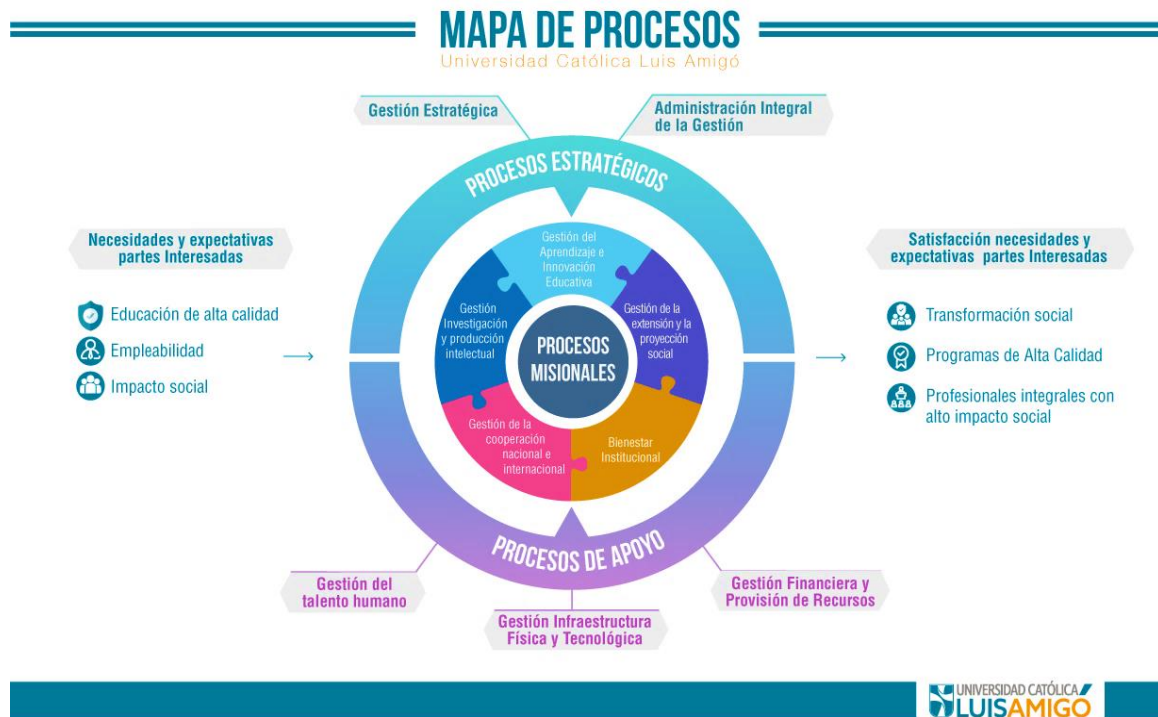 MAPA DE PROCESOS
Universidad Católica Luis Amigó
Gestión Estratégica
Administración Integral
de la Gestión
PROCESOS ESTRATÉGICOS
Necesidades y expectativas
partes Interesadas
Educación de alta calidad
Empleabilidad
Impacto social
Gestión del
Aprendizaje e
Innovación
Educativa
Gestión
Investigación
y producción
intelectual
Gestión de la
extensión y la
proyección
social
PROCESOS
MISIONALES
Gestión de la
cooperación
nacional e
internacional
Bienestar
Institucional
Satisfacción necesidades y
expectativas partes Interesadas
Transformación social
Programas de Alta Calidad
Profesionales integrales con
alto impacto social
PROCESOS DE APOYO
Gestión del
talento humano
Gestión Infraestructura
Física y Tecnológica
Gestión Financiera y
Provisión de Recursos
UNIVERSIDAD CATÓLICA
LUIS AMIGÓ